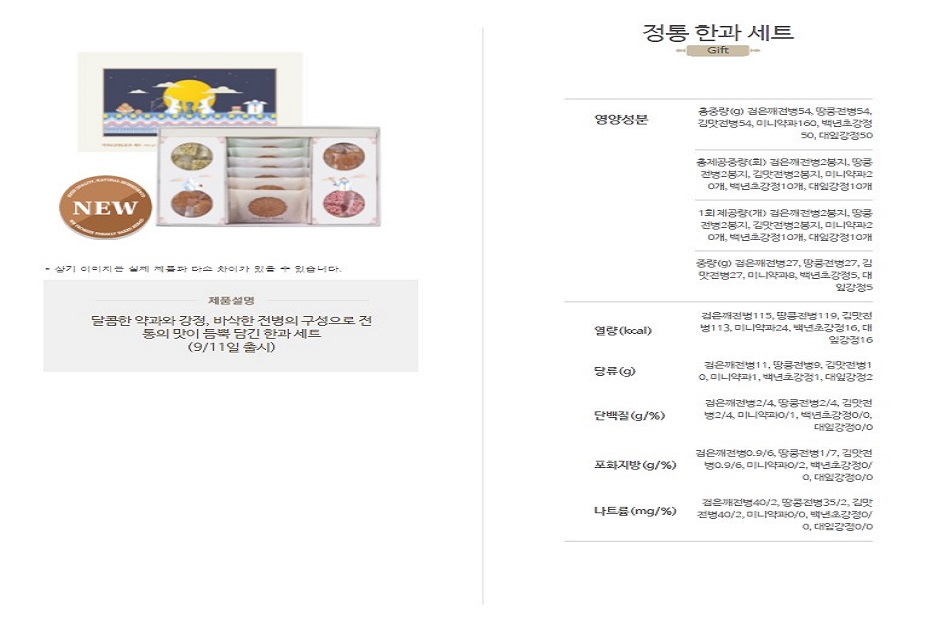 NEW
* 상기 이미지는 실제 제품과 다소 차이가 있을 수 있습니다.
제품설명
달콤한 약과와 강정, 바삭한 전병의 구성으로 전
통의 맛이 듬뿍 담긴 한과 세트
(9/11일 출시)
정통 한과 세트
Gift
영양성분
총중량(g) 검은깨전병54, 땅콩전병54,
김맛전병54, 미니약과160, 백년초강정
50, 대잎강정50
총제공중량(회) 검은깨전병2봉지, 땅콩
전병2봉지, 김맛전병2봉지, 미니약과2
0개, 백년초강정10개, 대잎강정10개
1회 제공량(개) 검은깨전병2봉지, 땅콩
전병2봉지, 김맛전병2봉지, 미니약과2
0개, 백년초강정10개, 대잎강정10개
중량(g) 검은깨전병27, 땅콩전병27, 김
맛전병27, 미니약과8, 백년초강정5, 대
잎강정5
열량(kcal)
검은깨전병115, 땅콩전병119, 김맛전
병113, 미니약과24, 백년초강정16, 대
잎강정16
당류(g)
검은깨전병11, 땅콩전병9, 김맛전병1
0, 미니약과1, 백년초강정1, 대잎강정2
단백질(g/%)
검은깨전병2/4, 땅콩전병2/4, 김맛전
병2/4, 미니약과0/1, 백년초강정0/0,
대잎강정0/0
포화지방(g/%)
검은깨전병0.9/6, 땅콩전병1/7, 김맛전
병0.9/6, 미니약과0/2, 백년초강정0/
0, 대잎강정0/0
나트륨(mg/%)
검은깨전병40/2, 땅콩전병35/2, 김맛
전병40/2, 미니약과0/0, 백년초강정0/
0, 대잎강정0/0